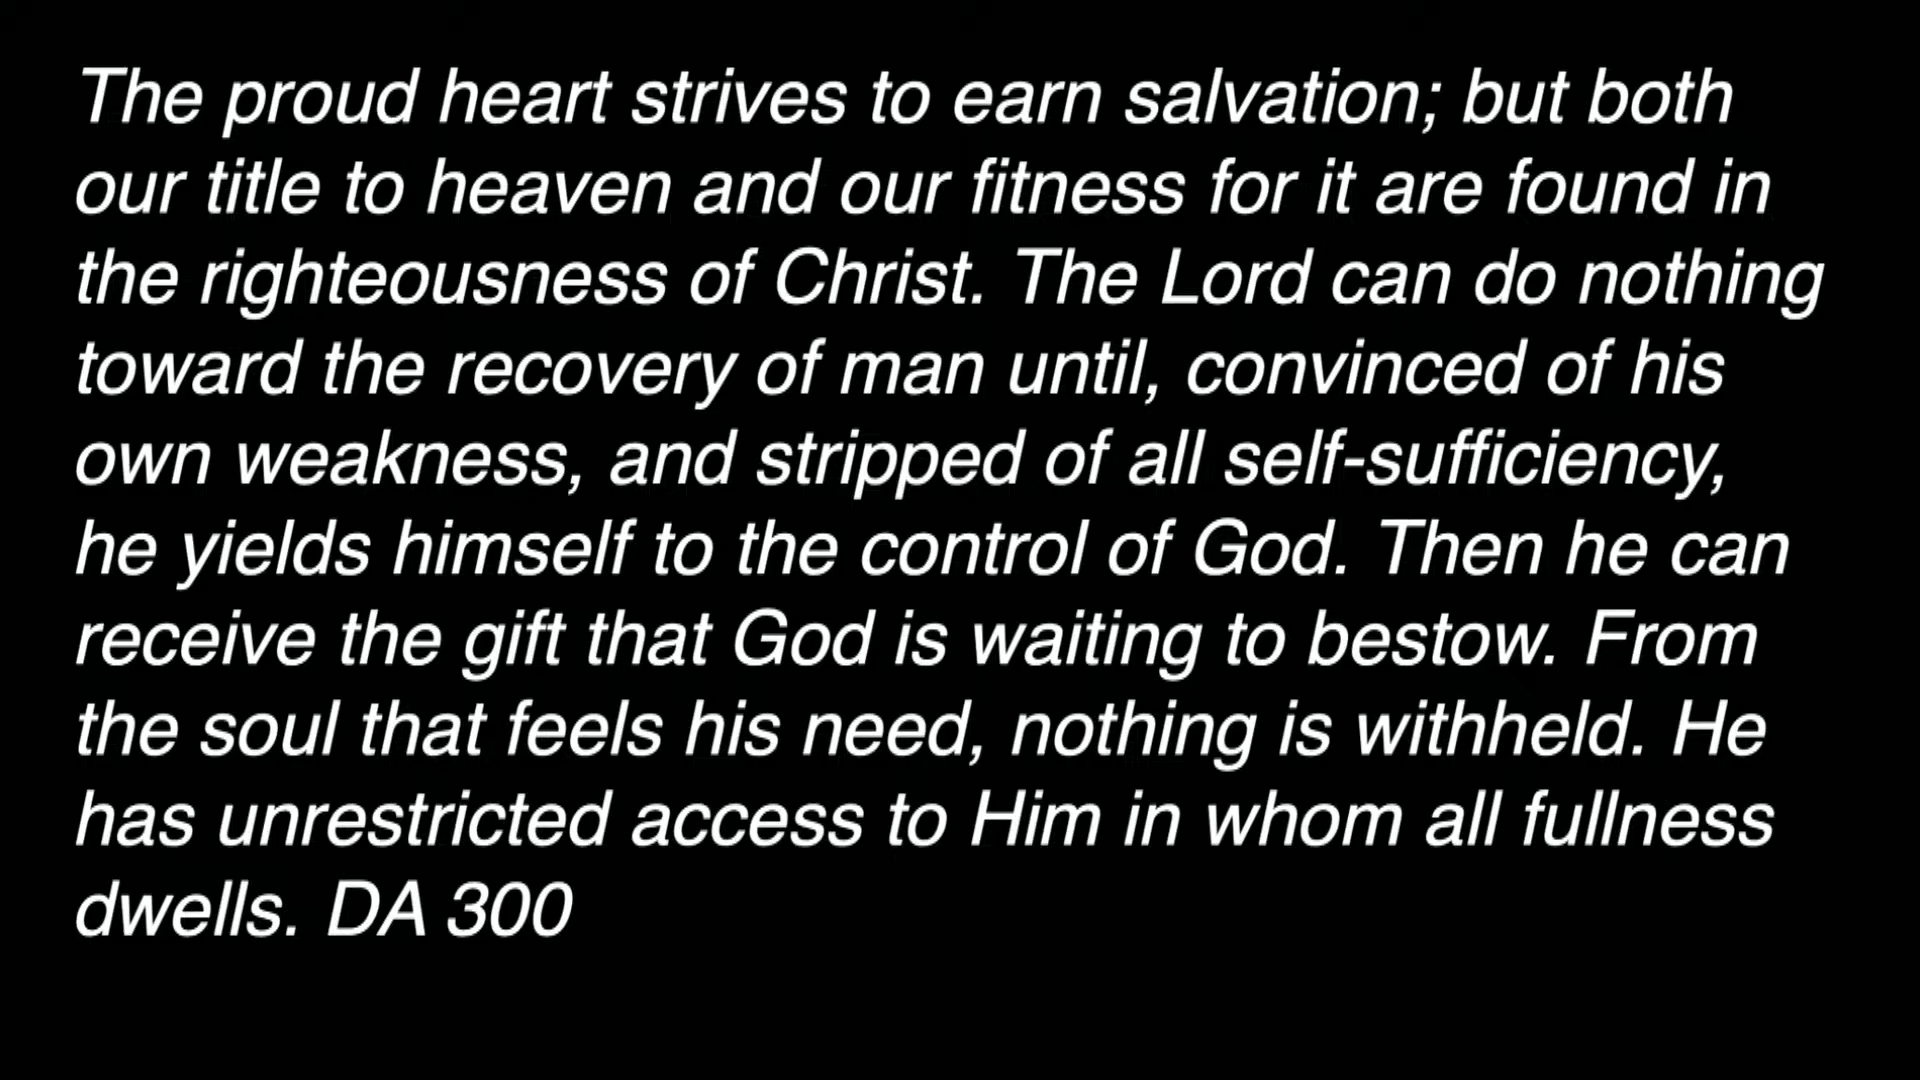 The proud heart strives to earn salvation; but both
our title to heaven and our fitness for it are found in
the righteousness of Christ. The Lord can do nothing
toward the recovery of man until, convinced of his
own weakness, and stripped of all self-sufficiency,
he yields himself to the control of God. Then he can
receive the gift that God is waiting to bestow. From
the soul that feels his need, nothing is withheld. He
has unrestricted access to Him in whom all fullness
dwells. DA 300